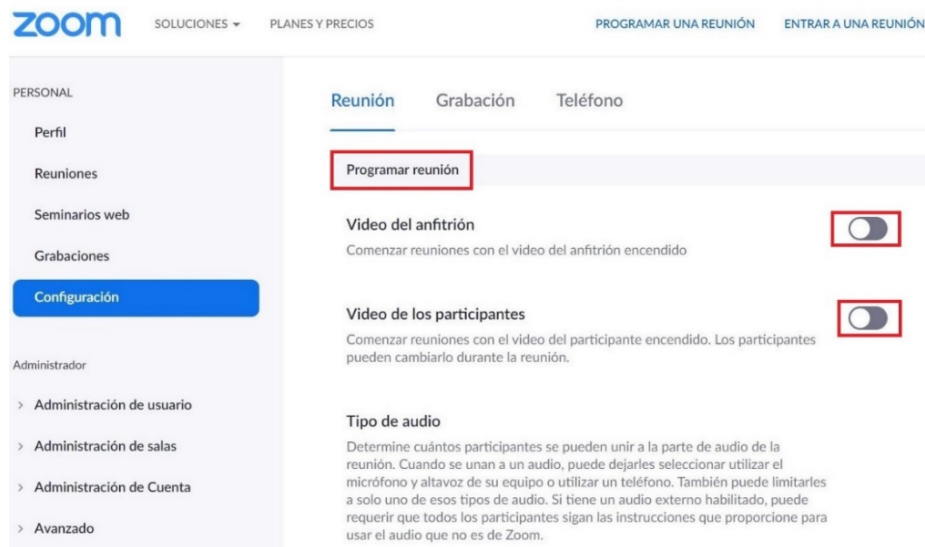 zoom
SOLUCIONES
PLANES Y PRECIOS
PROGRAMAR UNA REUNIÓN
ENTRAR A UNA REUNIÓN
PERSONAL
Perfil
Reuniones
Seminarios web
Grabaciones
Configuración
Administrador
> Administración de usuario
> Administración de salas
> Administración de Cuenta
> Avanzado
Reunión
Grabación
Teléfono
Programar reunión
Video del anfitrión
Comenzar reuniones con el video del anfitrión encendido
Video de los participantes
Comenzar reuniones con el video del participante encendido. Los participantes
pueden cambiarlo durante la reunión.
Tipo de audio
Determine cuántos participantes se pueden unir a la parte de audio de la
reunión. Cuando se unan a un audio, puede dejarles seleccionar utilizar el
micrófono y altavoz de su equipo o utilizar un teléfono. También puede limitarles
a solo uno de esos tipos de audio. Si tiene un audio externo habilitado, puede
requerir que todos los participantes sigan las instrucciones que proporcione para
usar el audio que no es de Zoom.